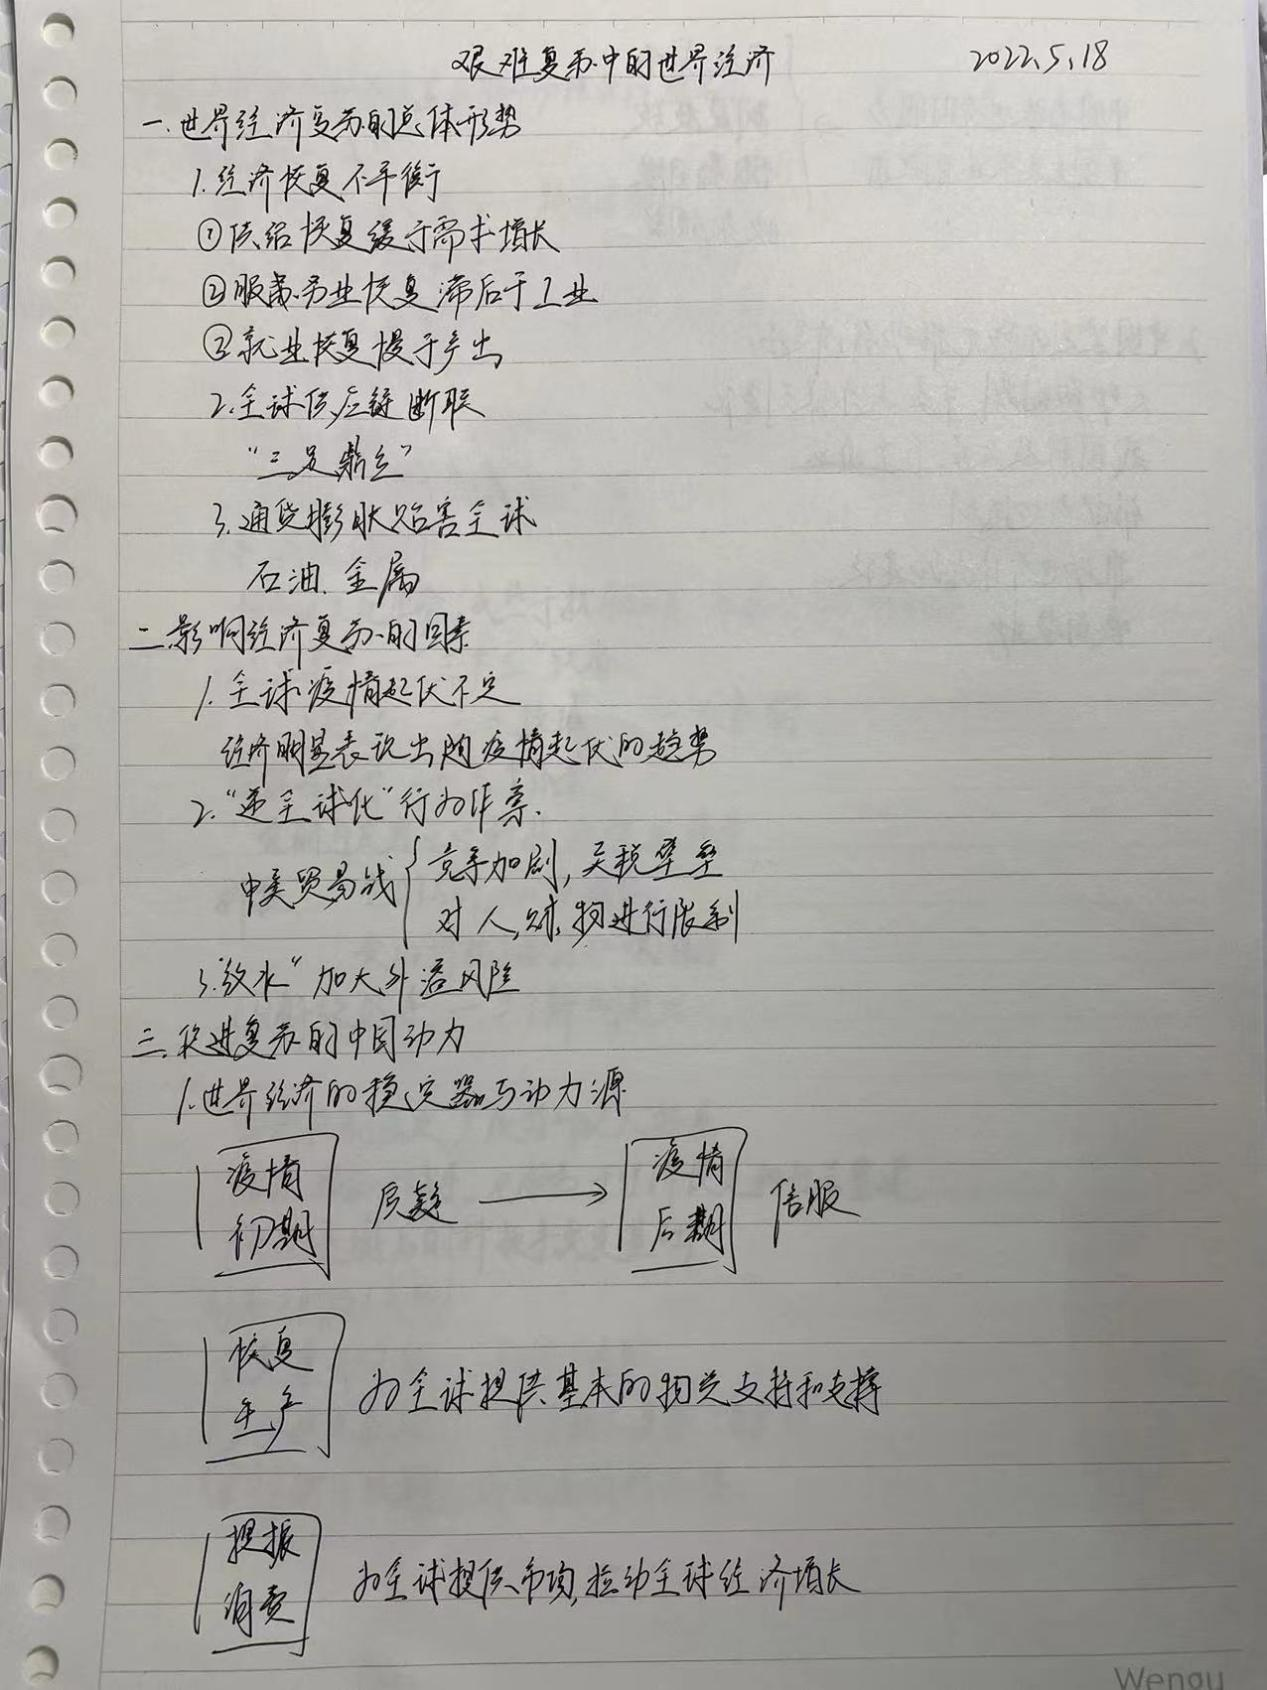 艰难复苏中的世界经济 2022.5.18
一.世界经济复苏的总体形势
1.经济恢复不平衡
①供给恢复缓于需求增长
②服务业恢复滞后于工业
③就业恢复慢于产出
2.全球供应链断联
"三足鼎立"
3.通货膨胀贻害全球
石油.金属
二.影响经济复苏的因素
1.全球疫情起伏不定
经济明显表现出随疫情起伏的趋势
2."逆全球化"行为作祟.
中美贸易战 竞争加剧,关税壁垒
对人,财,物进行限制
3."放水"加大外溢风险
三.促进复苏的中国动力
1.世界经济的稳定器与动力源
疫情初期 质疑 → 疫情后期 信服
恢复生产 为全球提供基本的物资支持和支撑
提振消费 为全球提供市场,拉动全球经济增长
Wengu